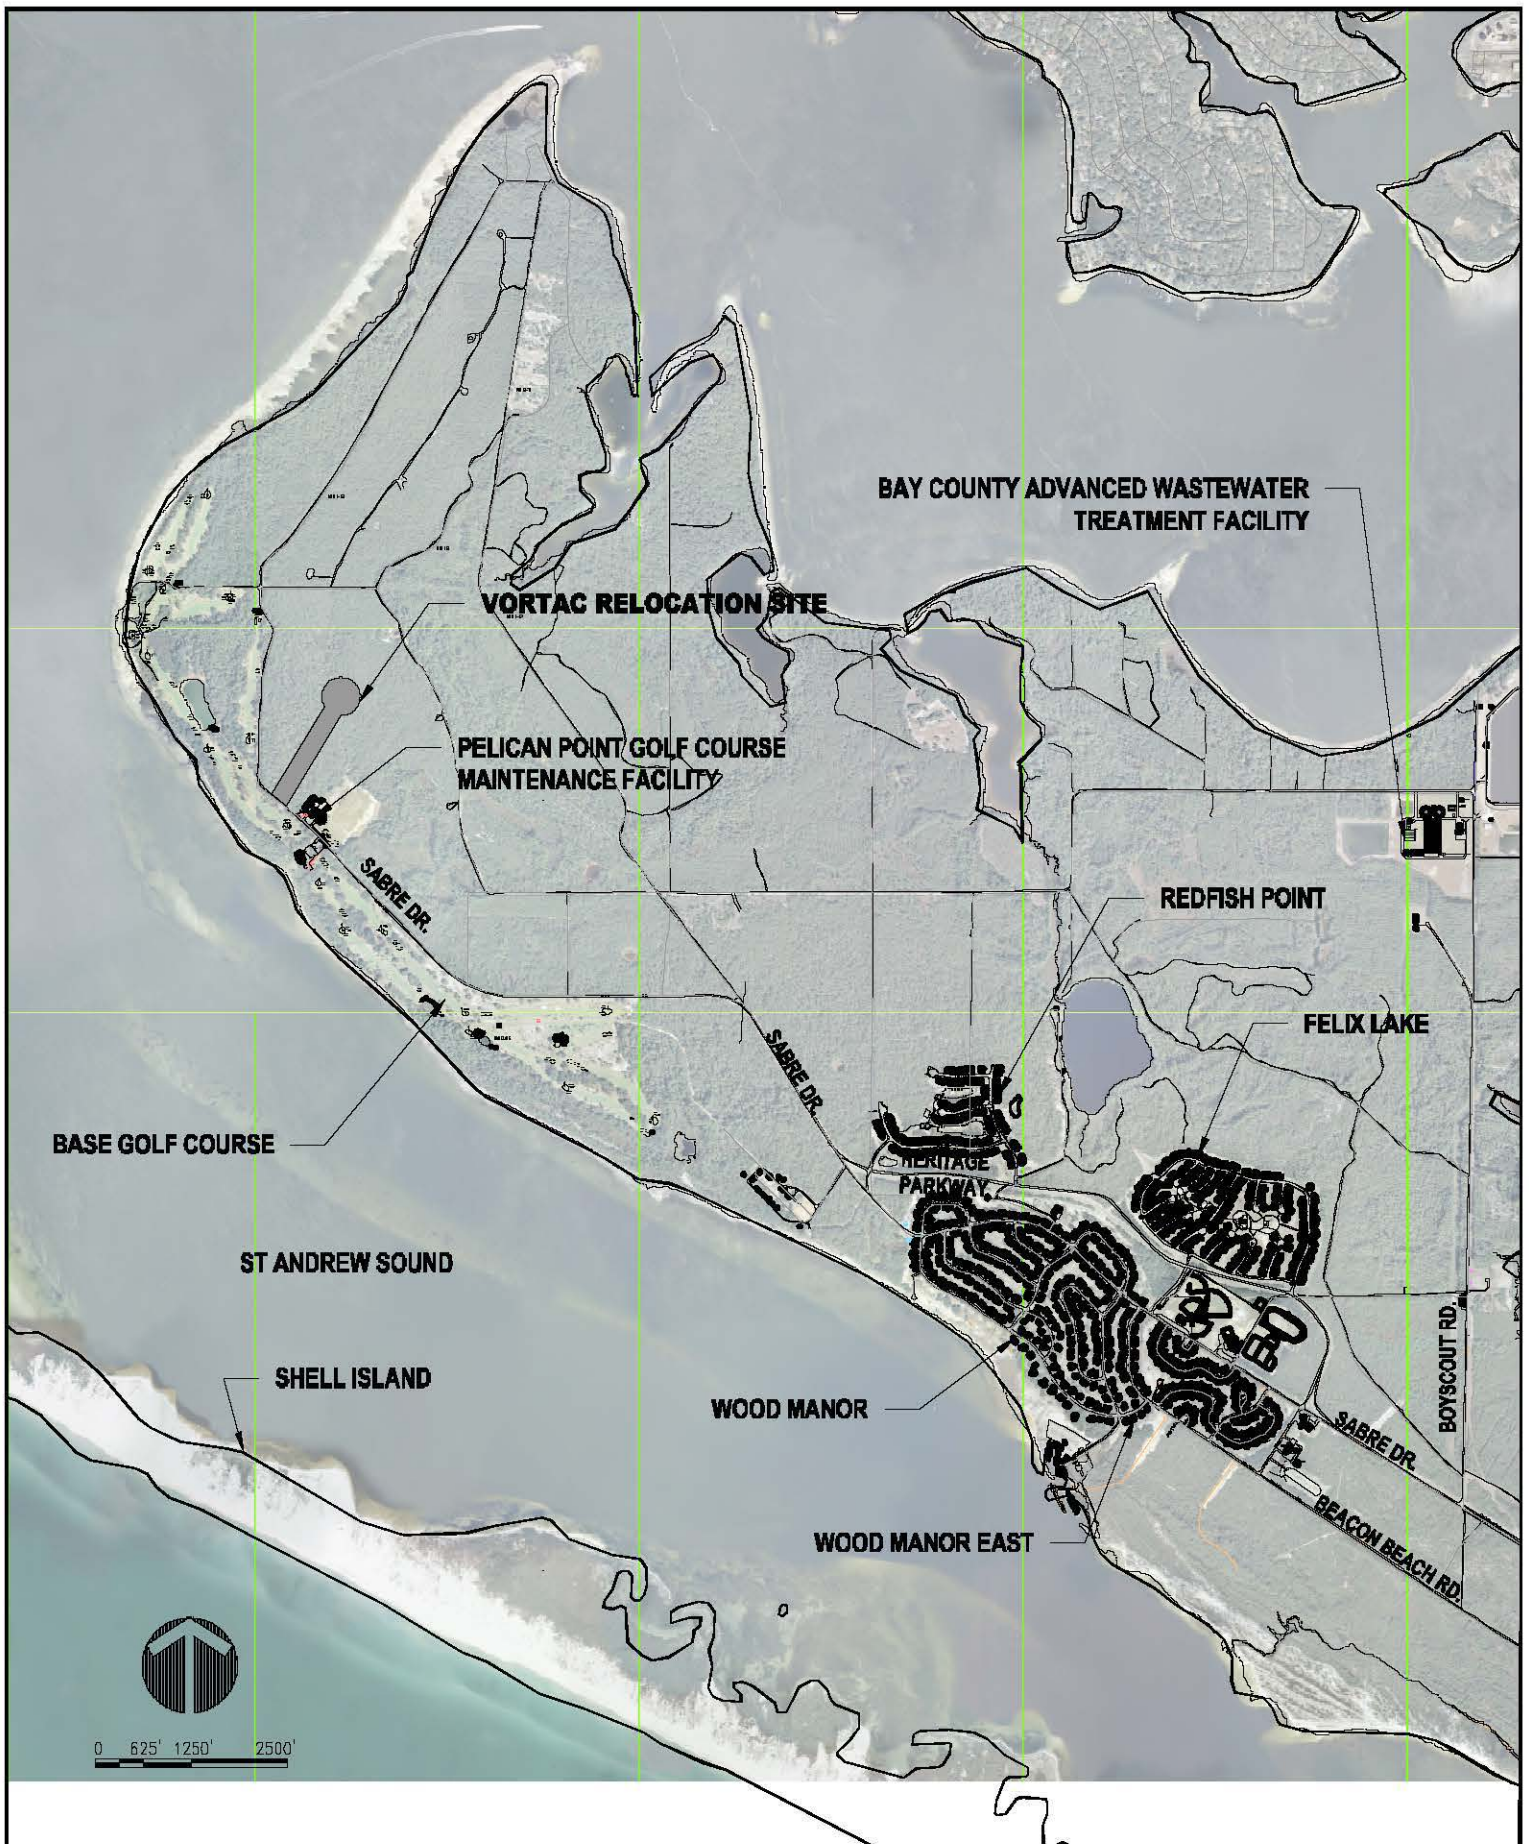 BAY COUNTY ADVANCED WASTEWATER
TREATMENT FACILITY
VORTAC RELOCATION SITE
PELICAN POINT GOLF COURSE
MAINTENANCE FACILITY
SABRE DR.
REDFISH POINT
FELIX LAKE
SABRE DR.
BASE GOLF COURSE
HERITAGE
PARKWAY
ST ANDREW SOUND
SHELL ISLAND
WOOD MANOR
BOYSCOUT RD.
SABRE DR.
WOOD MANOR EAST
BEACON BEACH RD.
0 625' 1250' 2500'